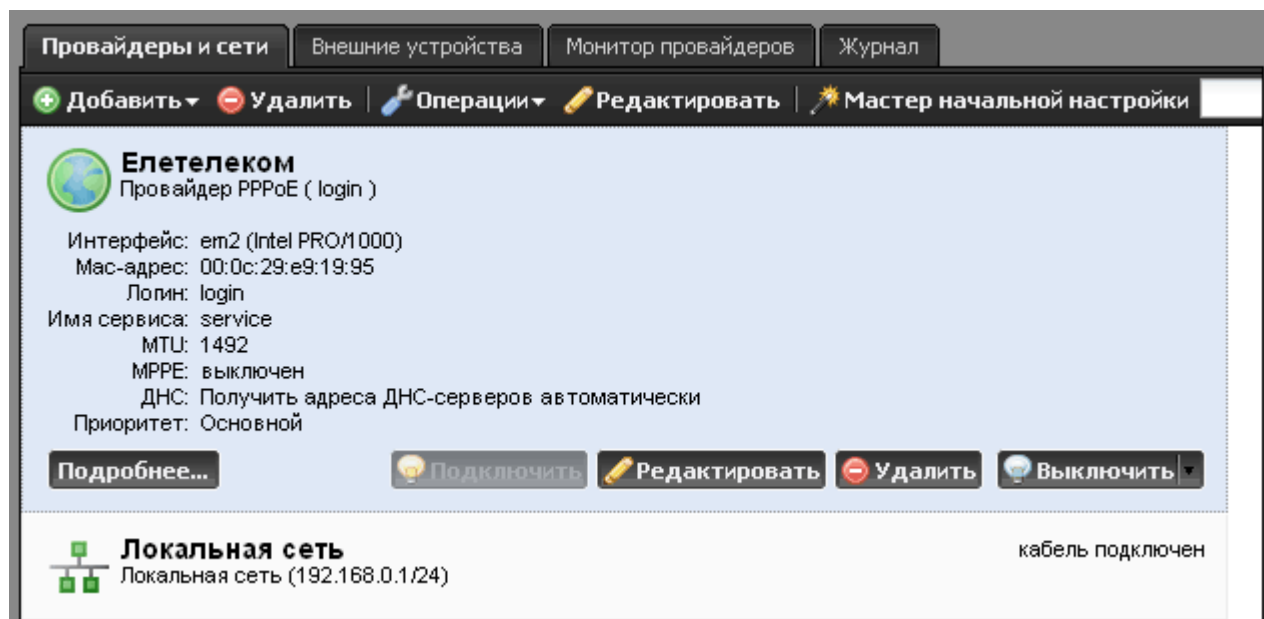 Провайдеры и сети Внешние устройства Монитор провайдеров Журнал
Добавить Удалить Операции Редактировать Мастер начальной настройки
Елетелеком
Провайдер PPPoE ( login )
Интерфейс: em2 (Intel PRO/1000)
Мас-адрес: 00:0c:29:e9:19:95
Логин: login
Имя сервиса: service
MTU: 1492
MPPE: выключен
ДНС: Получить адреса ДНС-серверов автоматически
Приоритет: Основной
Подробнее... Подключить Редактировать Удалить Выключить
Локальная сеть кабель подключен
Локальная сеть (192.168.0.1/24)